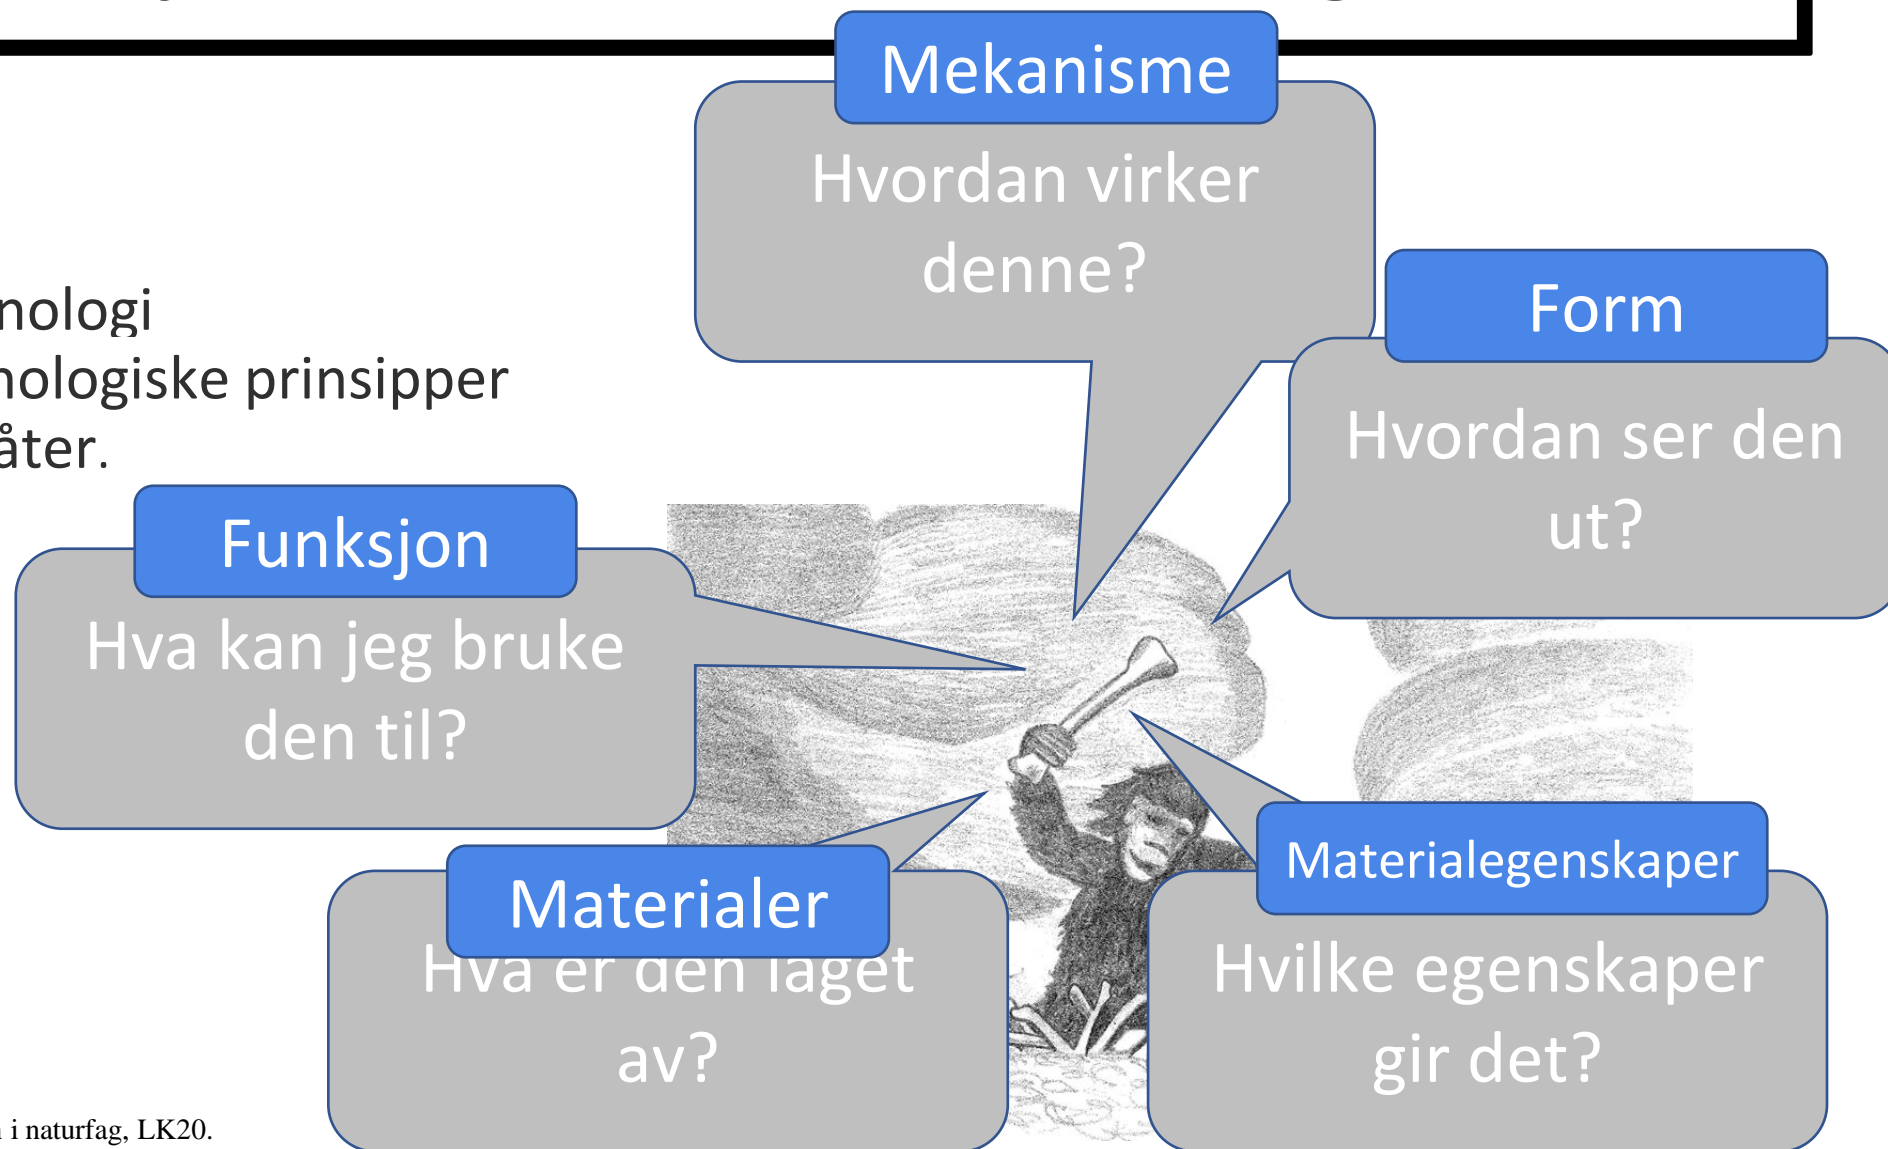 Mekanisme
Hvordan virker
denne?
Form
Hvordan ser den
ut?
nologi
nologiske prinsipper
åter.
Funksjon
Hva kan jeg bruke
den til?
Materialer
Hva er den laget
av?
Materialegenskaper
Hvilke egenskaper
gir det?
i naturfag, LK20.